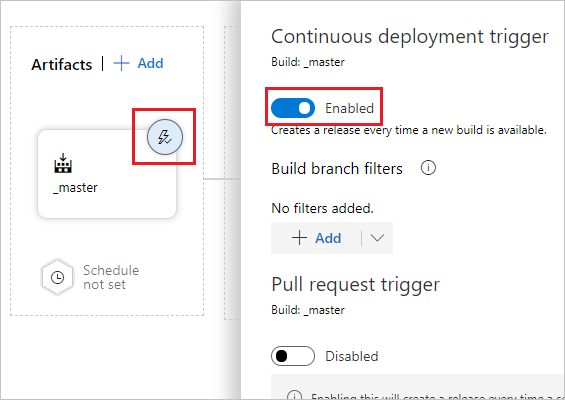 Artifacts | + Add
_master
Schedule
not set
Continuous deployment trigger
Build: _master
Enabled
Creates a release every time a new build is available.
Build branch filters
No filters added.
+ Add
Pull request trigger
Build: _master
Disabled
Enabling this will create a release every time a